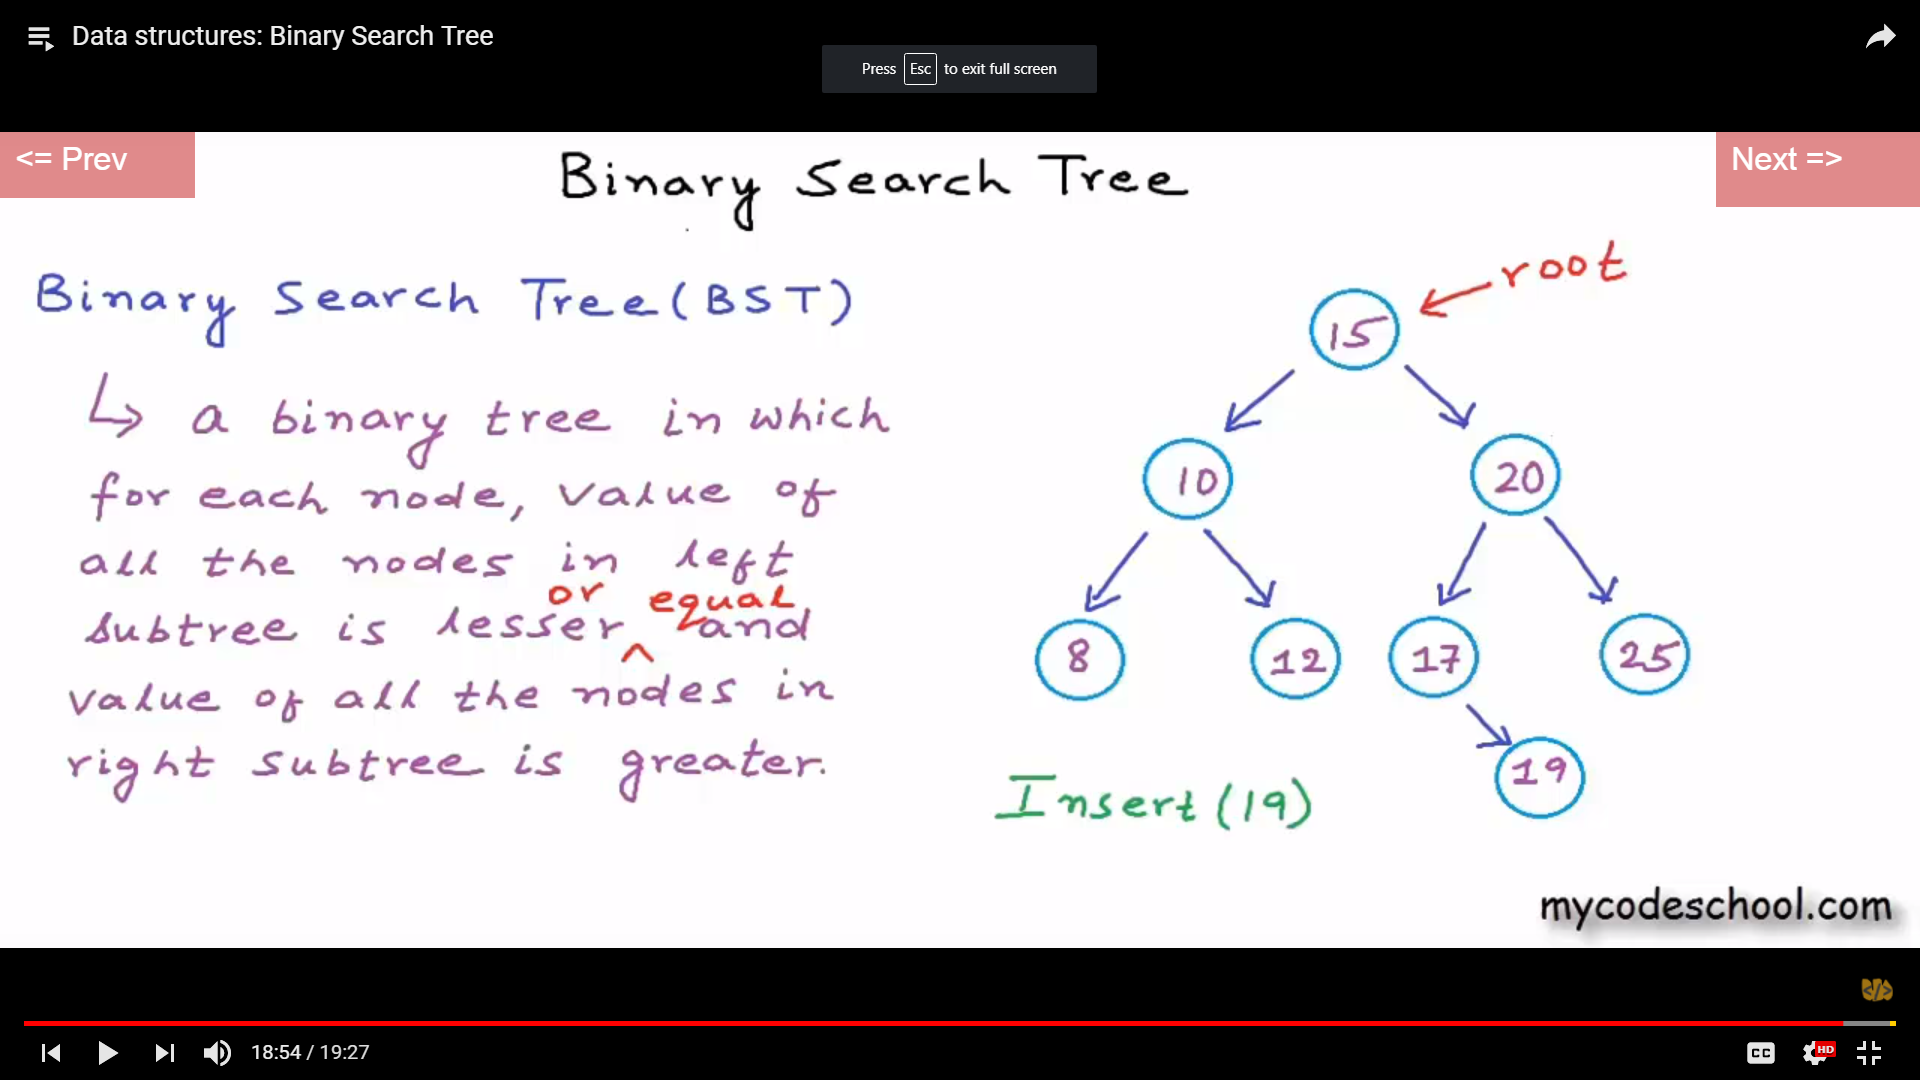 Data structures: Binary Search Tree
Press Esc to exit full screen
<= Prev
Next =>
Binary Search Tree
Binary Search Tree (BST)
↳ a binary tree in which
for each node, value of
all the nodes in left
or equal
subtree is lesser ^ and
value of all the nodes in
right subtree is greater.
root
15
10
20
8
12
17
25
19
Insert (19)
mycodeschool.com
</>
18:54 / 19:27
CC
HD